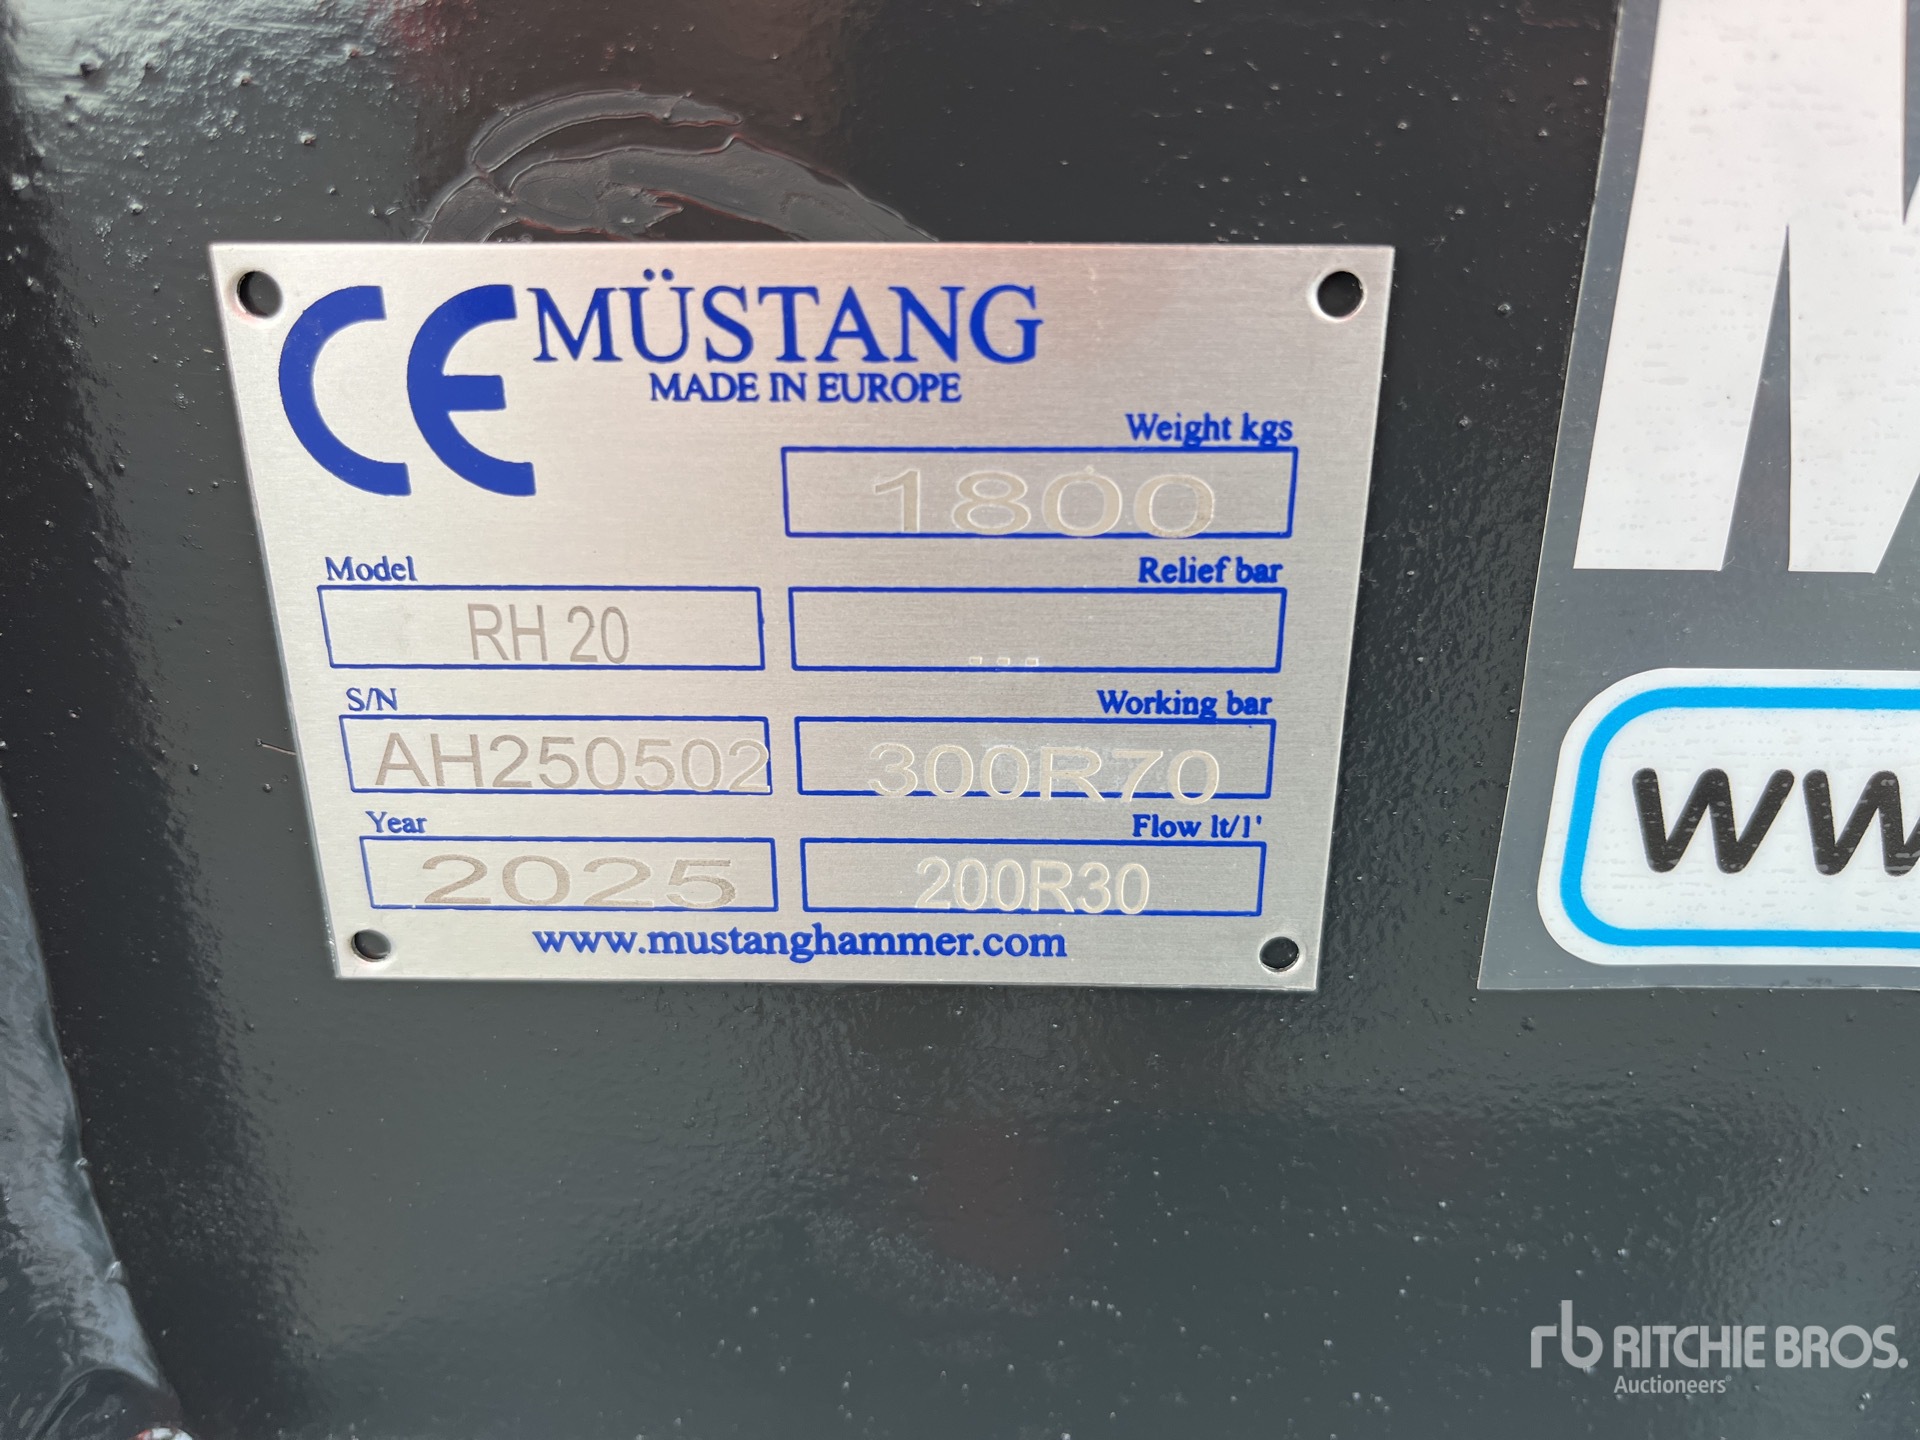 CE MÜSTANG
MADE IN EUROPE
Weight kgs
1800
Model
RH 20
Relief bar
...
S/N
AH250502
Working bar
300R70
Year
2025
Flow lt/1'
200R30
www.mustanghammer.com
M
ww
rb RITCHIE BROS.
Auctioneers